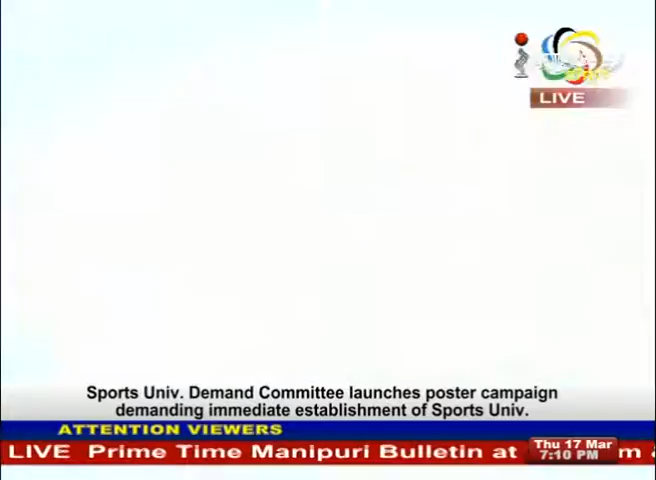 LIVE
Sports Univ. Demand Committee launches poster campaign
demanding immediate establishment of Sports Univ.
ATTENTION VIEWERS
LIVE Prime Time Manipuri Bulletin at
Thu 17 Mar
7:10 PM